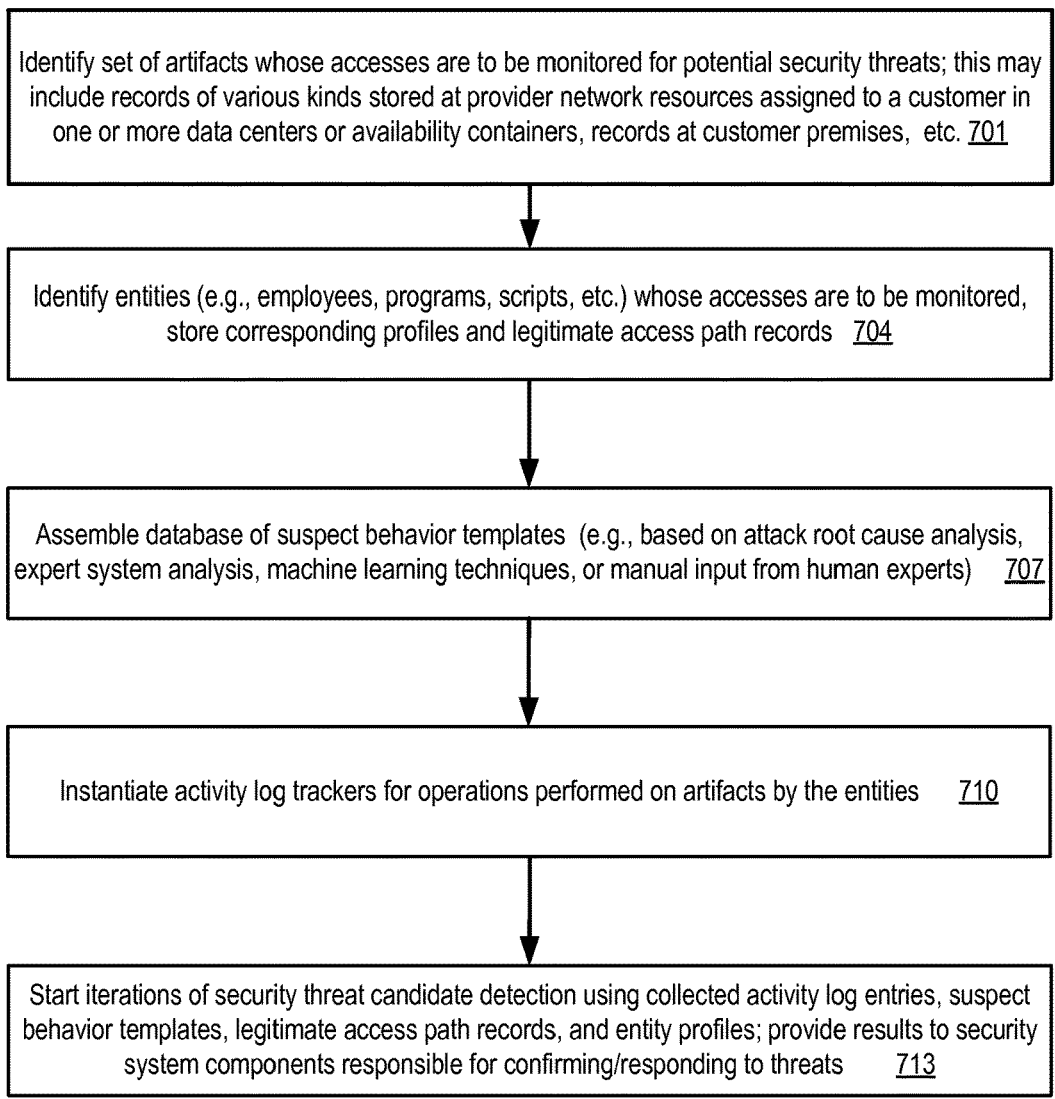 Identify set of artifacts whose accesses are to be monitored for potential security threats; this may
include records of various kinds stored at provider network resources assigned to a customer in
one or more data centers or availability containers, records at customer premises, etc. 701
Identify entities (e.g., employees, programs, scripts, etc.) whose accesses are to be monitored,
store corresponding profiles and legitimate access path records 704
Assemble database of suspect behavior templates (e.g., based on attack root cause analysis,
expert system analysis, machine learning techniques, or manual input from human experts) 707
Instantiate activity log trackers for operations performed on artifacts by the entities 710
Start iterations of security threat candidate detection using collected activity log entries, suspect
behavior templates, legitimate access path records, and entity profiles; provide results to security
system components responsible for confirming/responding to threats 713